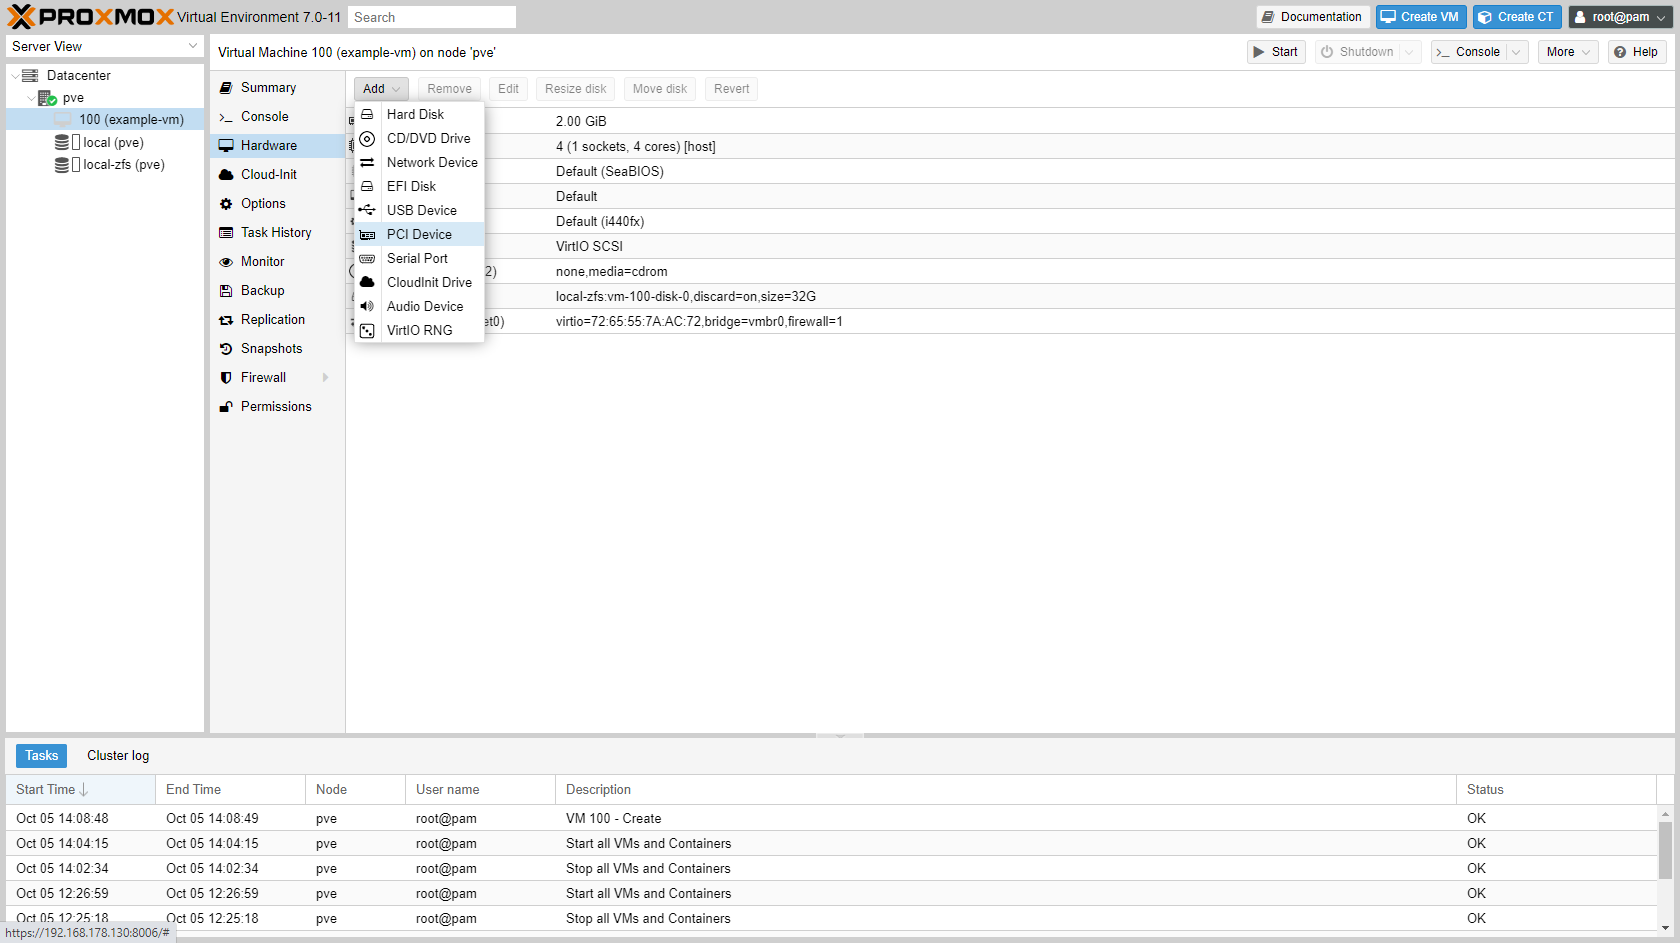 PROXMOX Virtual Environment 7.0-11 Search Documentation Create VM Create CT root@pam
Server View
Datacenter
pve
100 (example-vm)
local (pve)
local-zfs (pve)
Virtual Machine 100 (example-vm) on node 'pve' Start Shutdown Console More Help
Summary
Console
Hardware
Cloud-Init
Options
Task History
Monitor
Backup
Replication
Snapshots
Firewall
Permissions
Add Remove Edit Resize disk Move disk Revert
Hard Disk
CD/DVD Drive
Network Device
EFI Disk
USB Device
PCI Device
Serial Port
CloudInit Drive
Audio Device
VirtIO RNG
2.00 GiB
4 (1 sockets, 4 cores) [host]
Default (SeaBIOS)
Default
Default (i440fx)
VirtIO SCSI
2) none,media=cdrom
local-zfs:vm-100-disk-0,discard=on,size=32G
et0) virtio=72:65:55:7A:AC:72,bridge=vmbr0,firewall=1
Tasks Cluster log
Start Time End Time Node User name Description Status
Oct 05 14:08:48 Oct 05 14:08:49 pve root@pam VM 100 - Create OK
Oct 05 14:04:15 Oct 05 14:04:15 pve root@pam Start all VMs and Containers OK
Oct 05 14:02:34 Oct 05 14:02:34 pve root@pam Stop all VMs and Containers OK
Oct 05 12:26:59 Oct 05 12:26:59 pve root@pam Start all VMs and Containers OK
Oct 05 12:25:18 Oct 05 12:25:18 pve root@pam Stop all VMs and Containers OK
https://192.168.178.130:8006/#